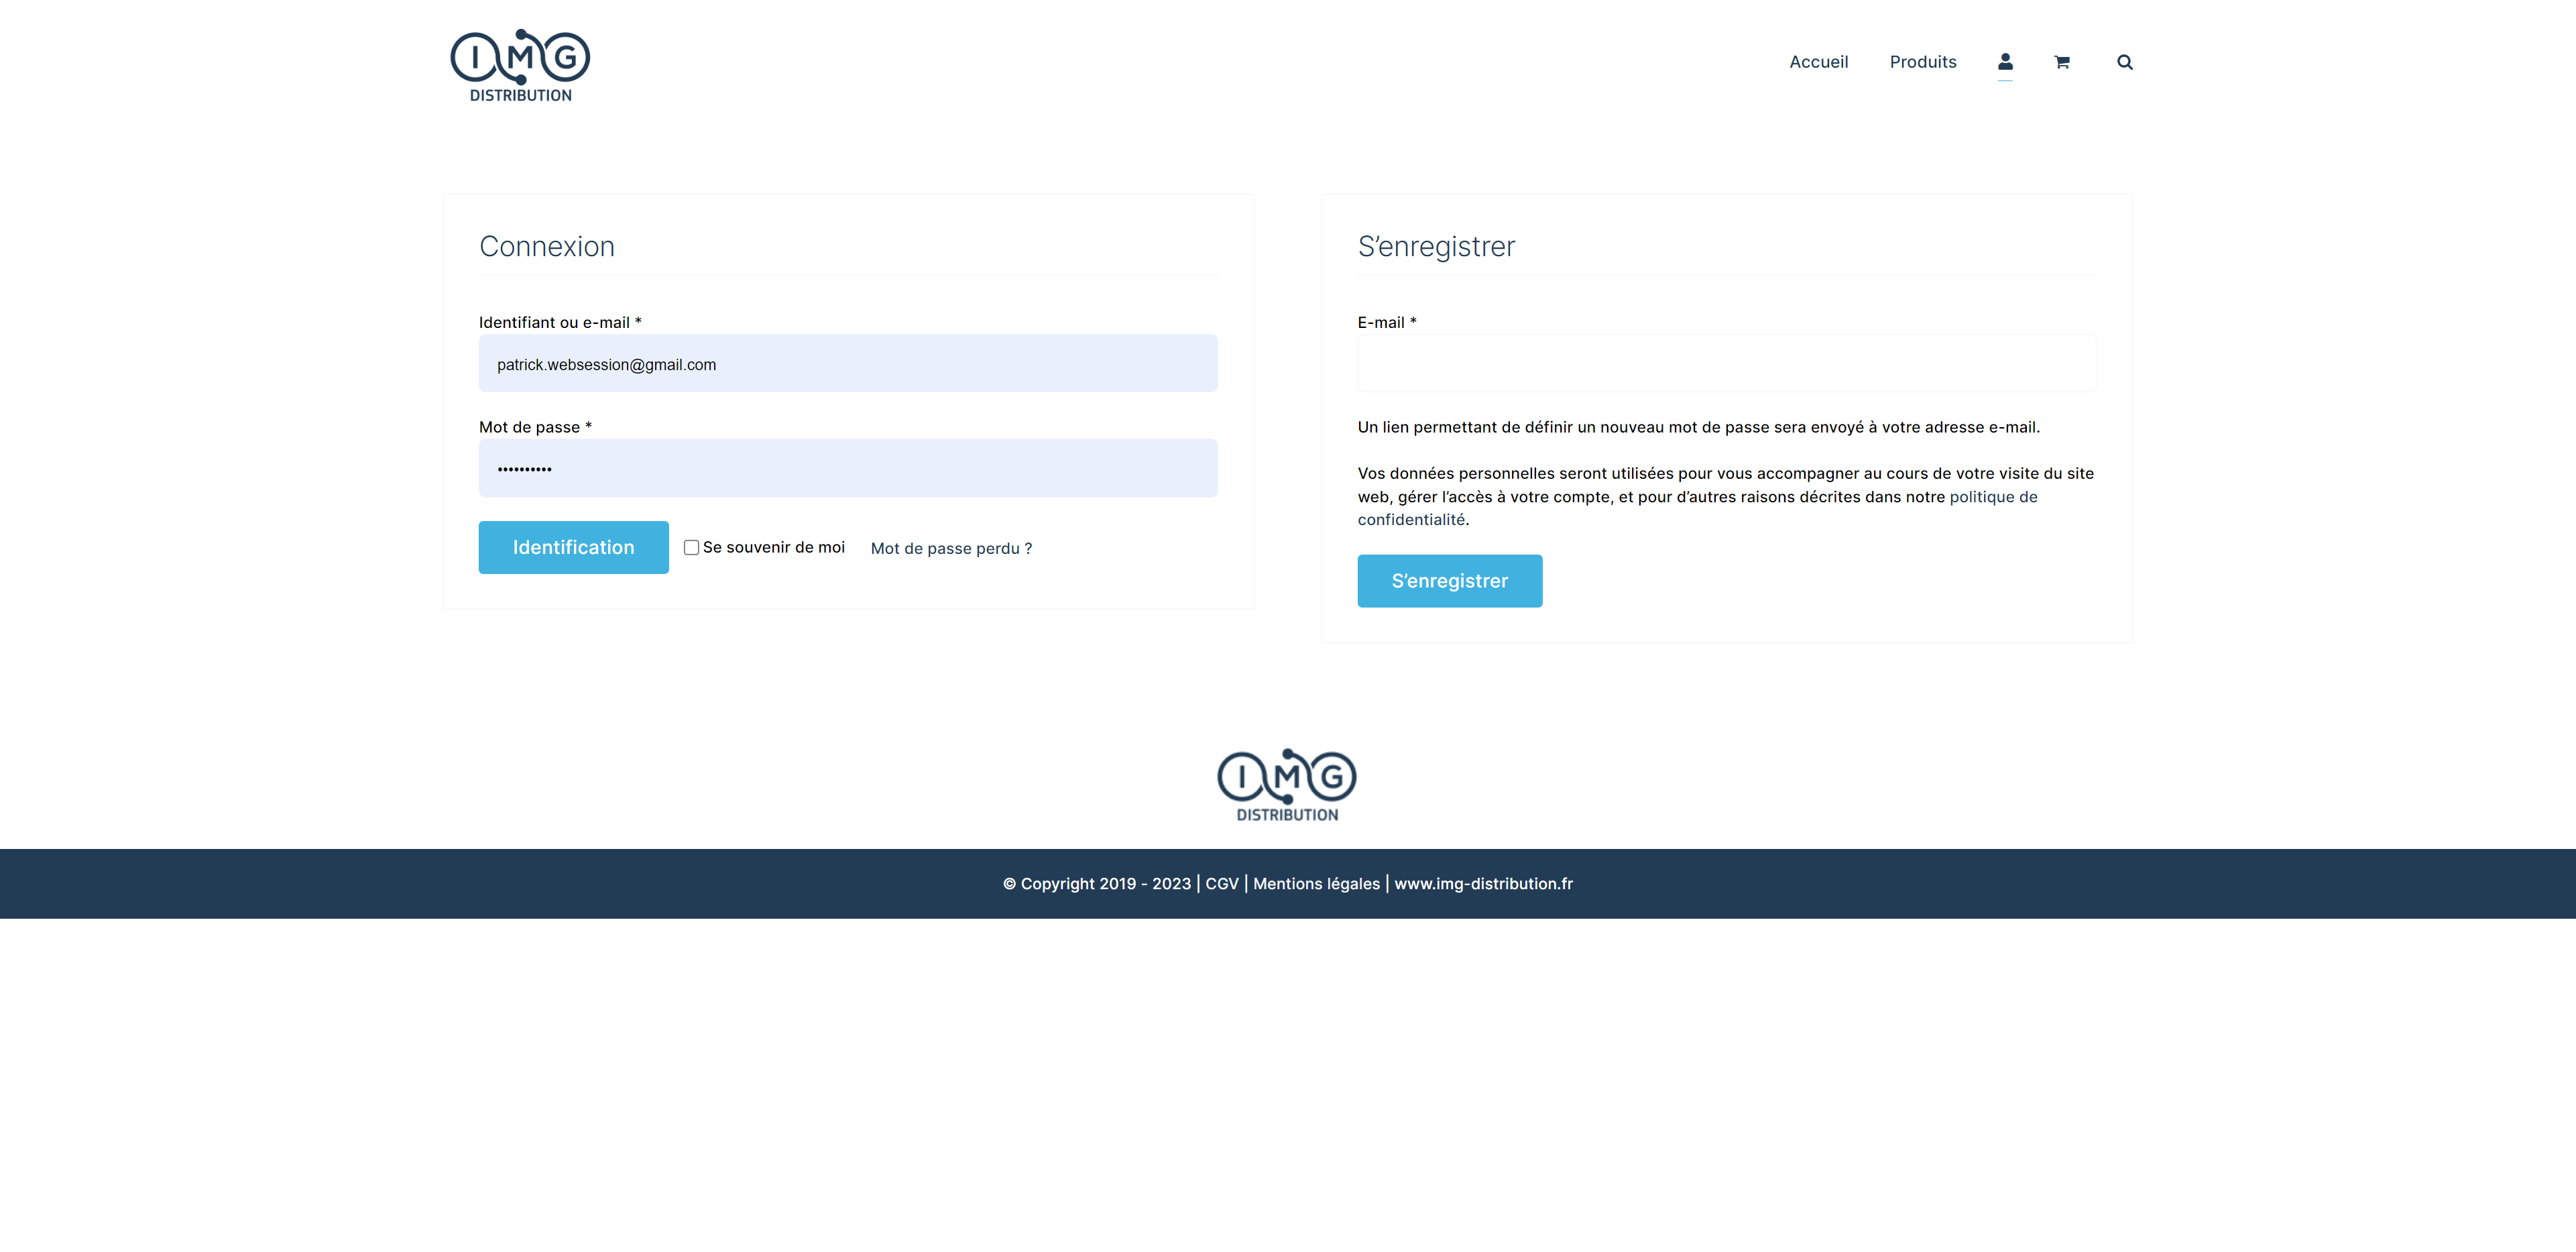 IMG
DISTRIBUTION
Accueil Produits
Connexion
Identifiant ou e-mail *
patrick.websession@gmail.com
Mot de passe *
••••••••••
Identification Se souvenir de moi Mot de passe perdu ?
S’enregistrer
E-mail *
Un lien permettant de définir un nouveau mot de passe sera envoyé à votre adresse e-mail.
Vos données personnelles seront utilisées pour vous accompagner au cours de votre visite du site
web, gérer l’accès à votre compte, et pour d’autres raisons décrites dans notre politique de
confidentialité.
S’enregistrer
IMG
DISTRIBUTION
© Copyright 2019 - 2023 | CGV | Mentions légales | www.img-distribution.fr